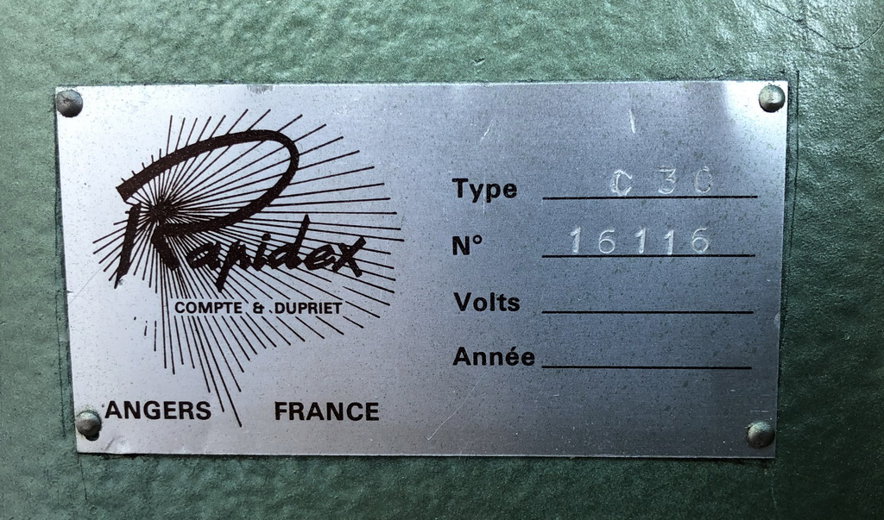 Rapidex
COMPTE & DUPRIET
ANGERS FRANCE
Type C 30
N° 16116
Volts
Année